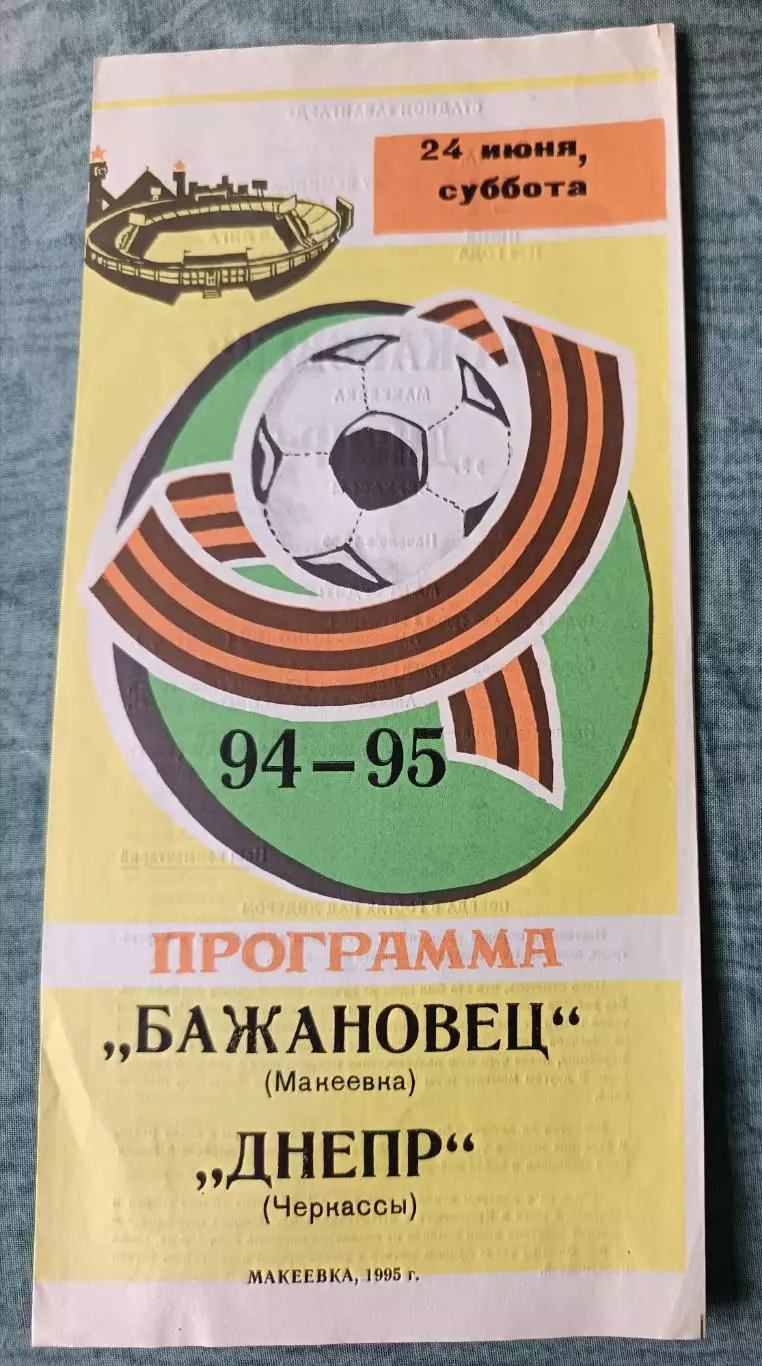 24 июня,
суббота
94-95
ПРОГРАММА
„БАЖАНОВЕЦ“
(Макеевка)
„ДНЕПР“
(Черкассы)
МАКЕЕВКА, 1995 г.